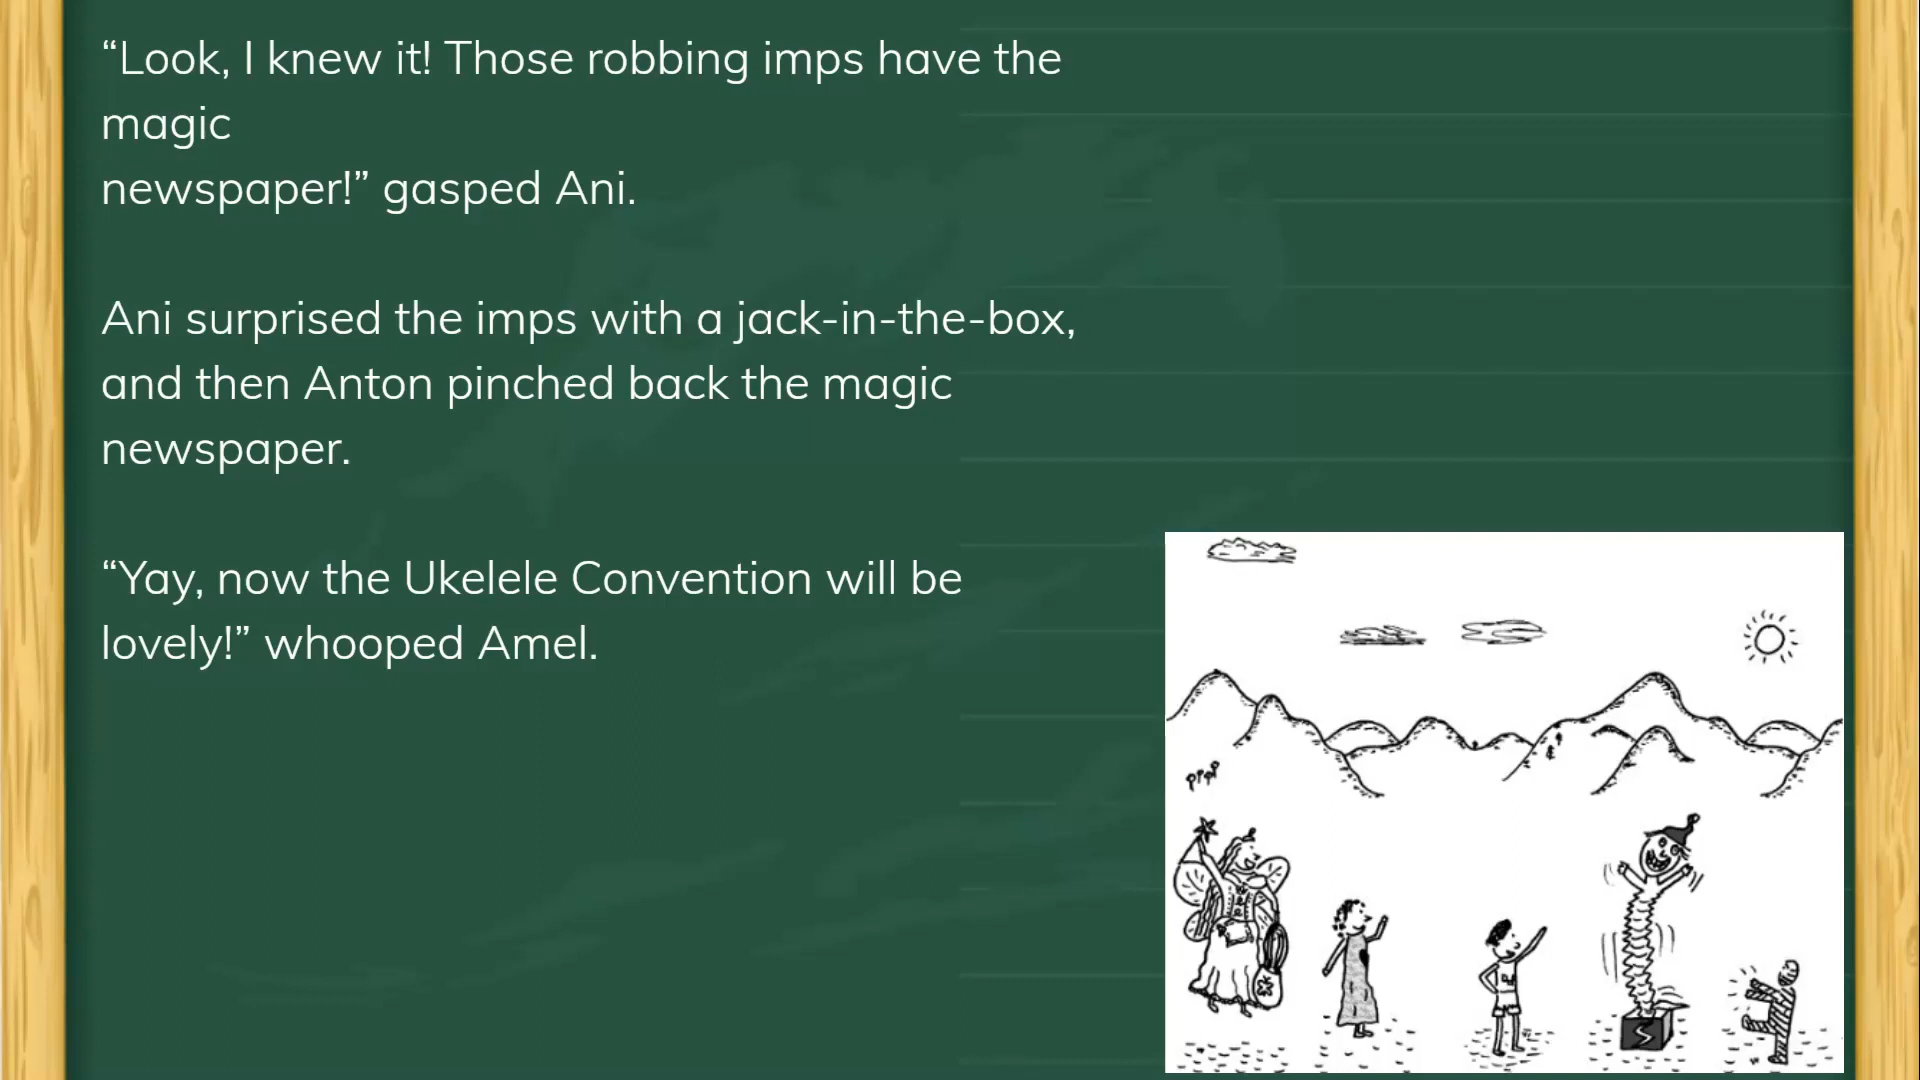 “Look, I knew it! Those robbing imps have the
magic
newspaper!” gasped Ani.
Ani surprised the imps with a jack-in-the-box,
and then Anton pinched back the magic
newspaper.
“Yay, now the Ukelele Convention will be
lovely!” whooped Amel.